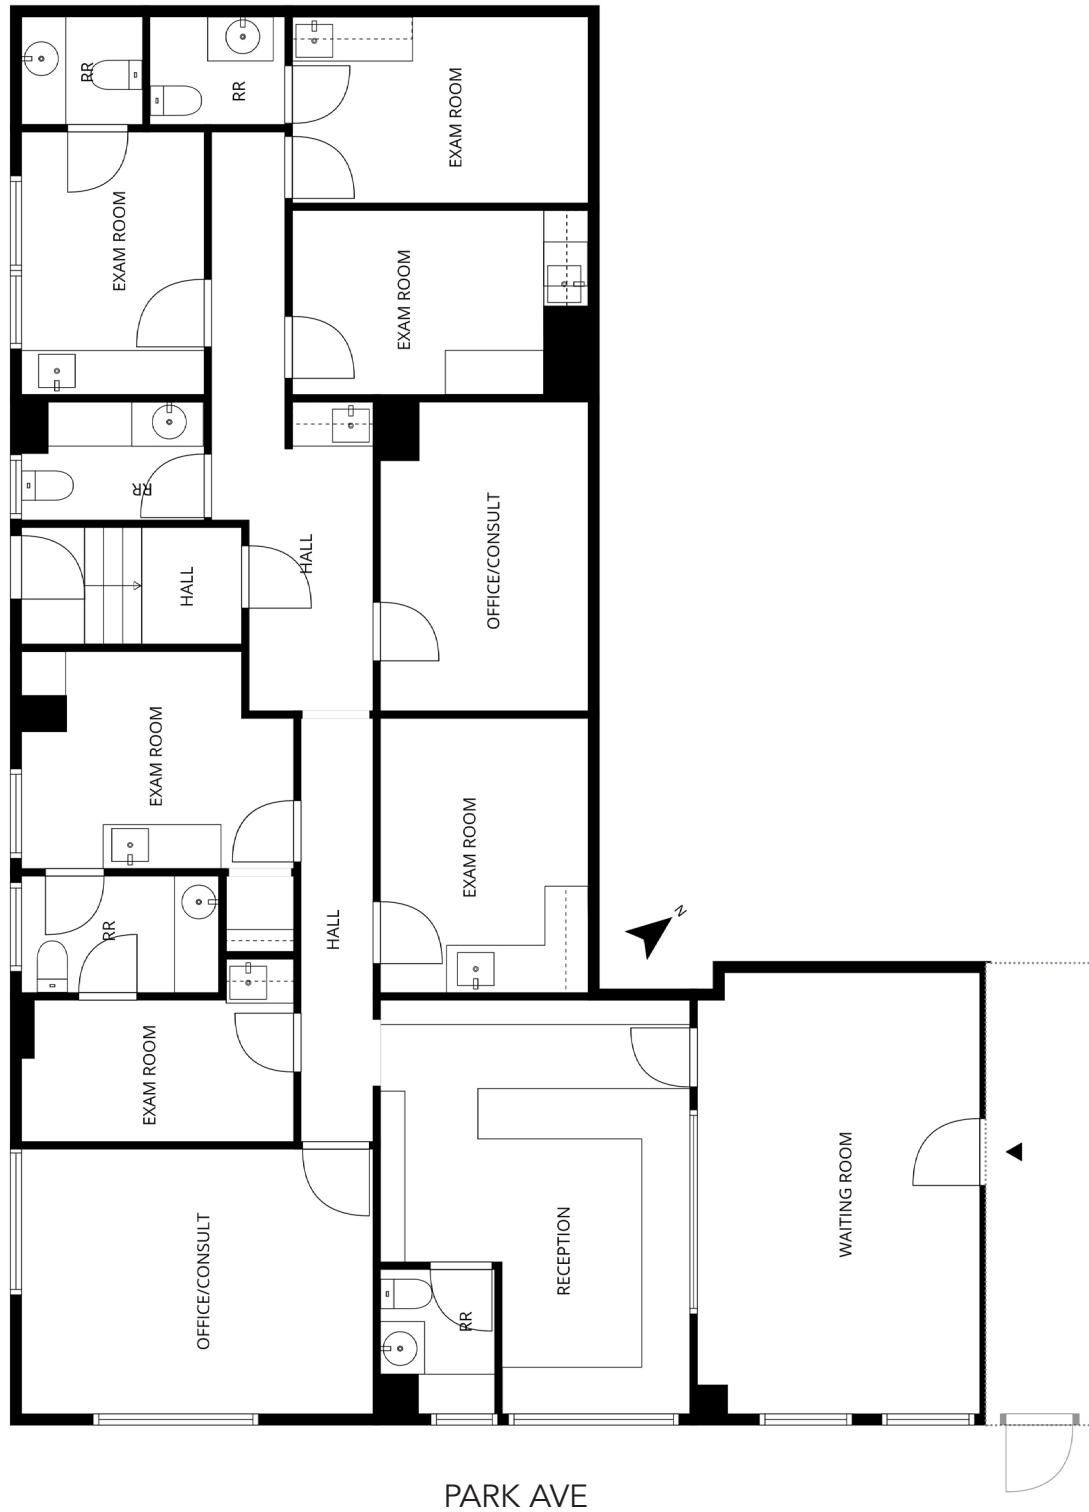 RR
RR
EXAM ROOM
EXAM ROOM
EXAM ROOM
RR
OFFICE/CONSULT
HALL
HALL
EXAM ROOM
EXAM ROOM
HALL
RR
N
EXAM ROOM
WAITING ROOM
RECEPTION
OFFICE/CONSULT
RR
PARK AVE